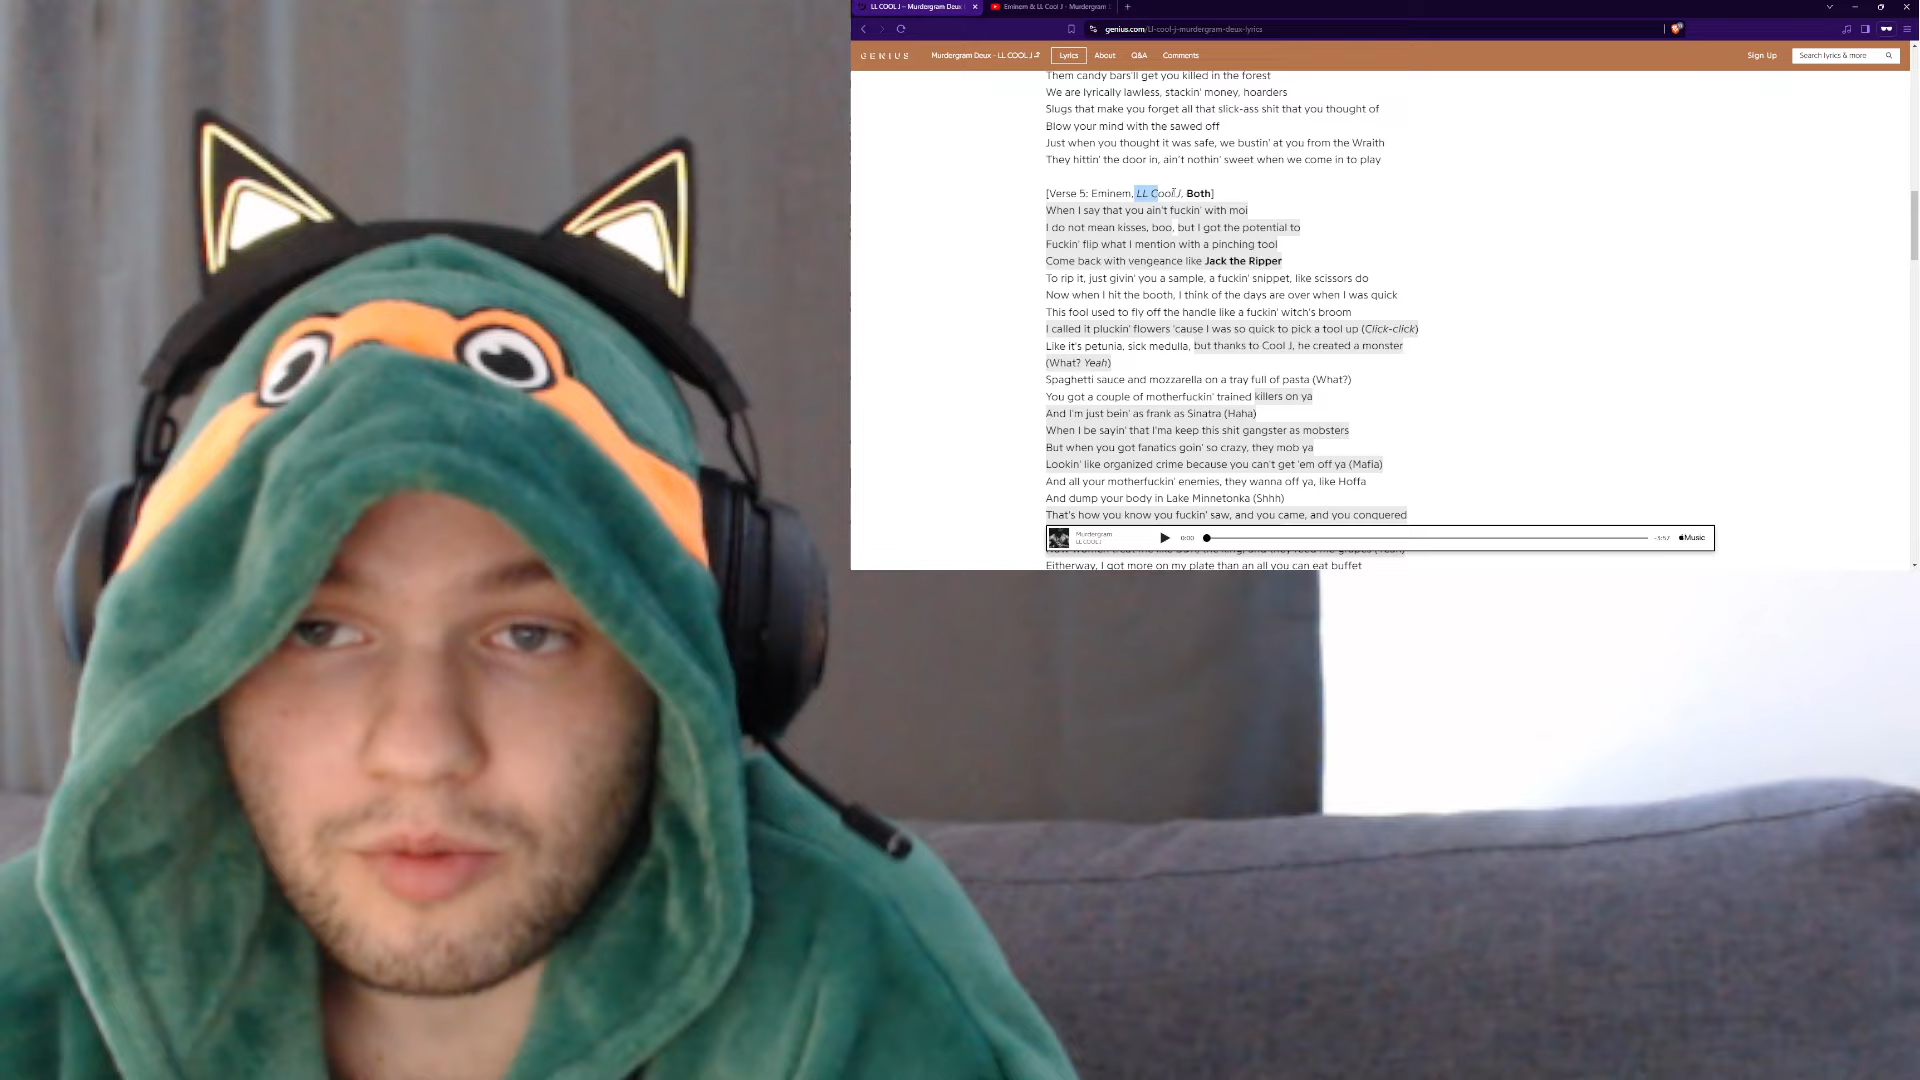 LL COOL J – Murdergram Deux
Eminem & LL Cool J - Murdergram
genius.com/Ll-cool-j-murdergram-deux-lyrics
GENIUS
Murdergram Deux - LL COOL J
Lyrics
About
Q&A
Comments
Sign Up
Search lyrics & more
Them candy bars'll get you killed in the forest
We are lyrically lawless, stackin' money, hoarders
Slugs that make you forget all that slick-ass shit that you thought of
Blow your mind with the sawed off
Just when you thought it was safe, we bustin' at you from the Wraith
They hittin' the door in, ain't nothin' sweet when we come in to play
[Verse 5: Eminem, LL Cool J, Both]
When I say that you ain't fuckin' with moi
I do not mean kisses, boo, but I got the potential to
Fuckin' flip what I mention with a pinching tool
Come back with vengeance like Jack the Ripper
To rip it, just givin' you a sample, a fuckin' snippet, like scissors do
Now when I hit the booth, I think of the days are over when I was quick
This fool used to fly off the handle like a fuckin' witch's broom
I called it pluckin' flowers 'cause I was so quick to pick a tool up (Click-click)
Like it's petunia, sick medulla, but thanks to Cool J, he created a monster
(What? Yeah)
Spaghetti sauce and mozzarella on a tray full of pasta (What?)
You got a couple of motherfuckin' trained killers on ya
And I'm just bein' as frank as Sinatra (Haha)
When I be sayin' that I'ma keep this shit gangster as mobsters
But when you got fanatics goin' so crazy, they mob ya
Lookin' like organized crime because you can't get 'em off ya (Mafia)
And all your motherfuckin' enemies, they wanna off ya, like Hoffa
And dump your body in Lake Minnetonka (Shhh)
That's how you know you fuckin' saw, and you came, and you conquered
Murdergram
LL COOL J
0:00
-3:57
Music
Eitherway, I got more on my plate than an all you can eat buffet